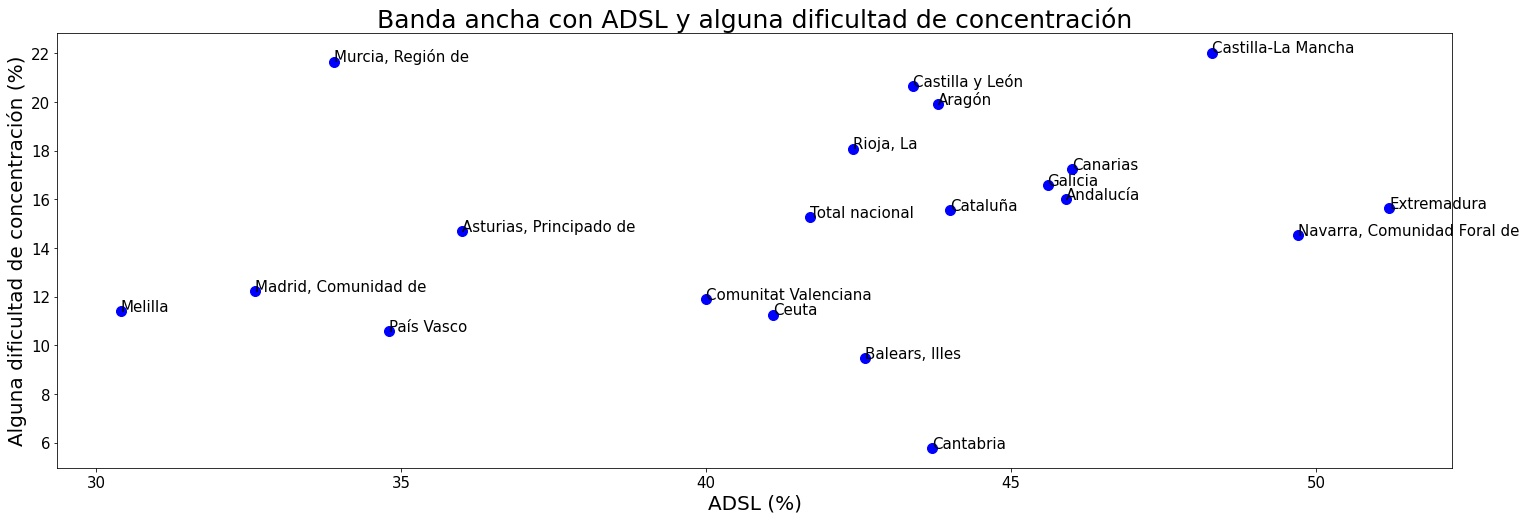 Banda ancha con ADSL y alguna dificultad de concentración
Alguna dificultad de concentración (%)
22
20
18
16
14
12
10
8
6
Murcia, Región de
Castilla-La Mancha
Castilla y León
Aragón
Rioja, La
Canarias
Galicia
Andalucía
Cataluña
Extremadura
Total nacional
Navarra, Comunidad Foral de
Asturias, Principado de
Madrid, Comunidad de
Comunitat Valenciana
Melilla
Ceuta
País Vasco
Balears, Illes
Cantabria
30
35
40
45
50
ADSL (%)